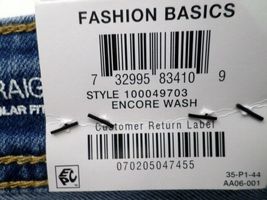 FASHION BASICS
7 32995 83410 9
STYLE 100049703
ENCORE WASH
Customer Return Label
070205047455
35-P1-44
AA06-001